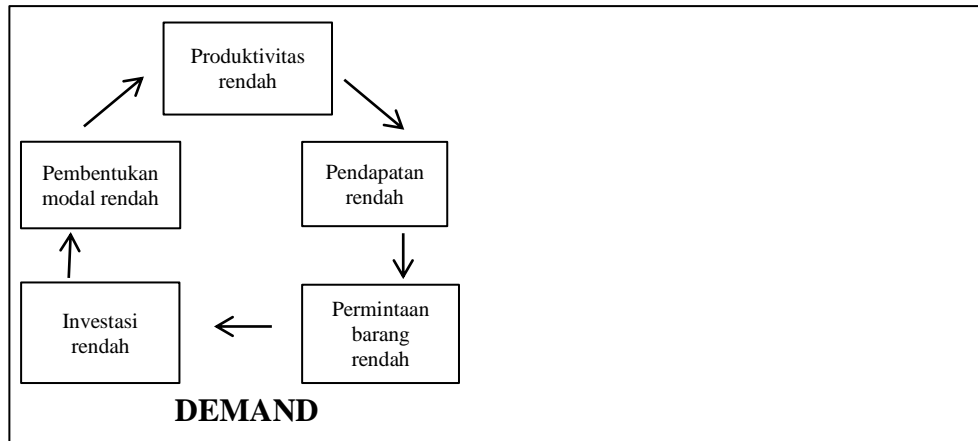 Produktivitas
rendah
Pembentukan
modal rendah
Pendapatan
rendah
Investasi
rendah
Permintaan
barang
rendah
DEMAND